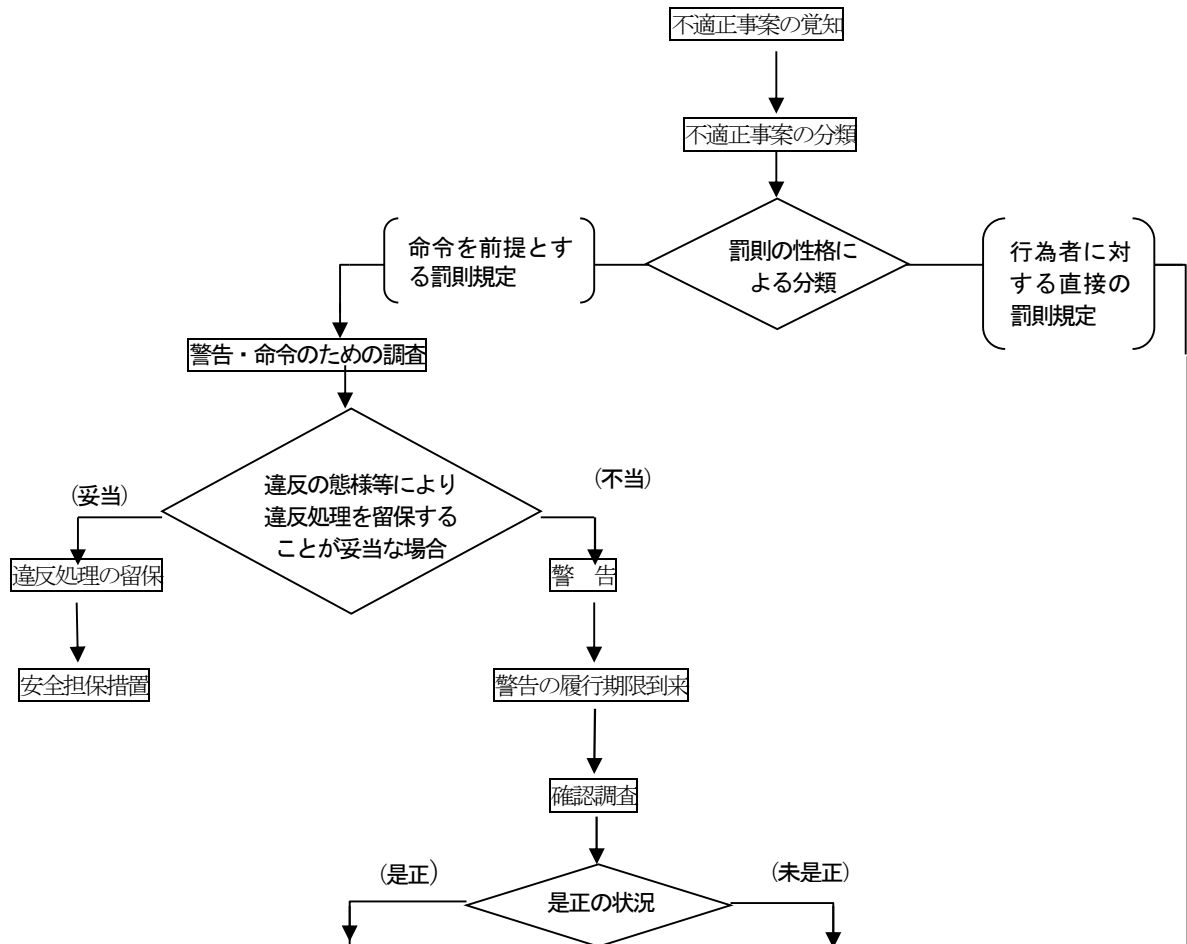 不適正事案の覚知
不適正事案の分類
命令を前提とす
る罰則規定
罰則の性格に
よる分類
行為者に対
する直接の
罰則規定
警告・命令のための調査
(妥当)
違反の態様等により
違反処理を留保する
ことが妥当な場合
(不当)
違反処理の留保
警　告
安全担保措置
警告の履行期限到来
確認調査
(是正)
是正の状況
(未是正)